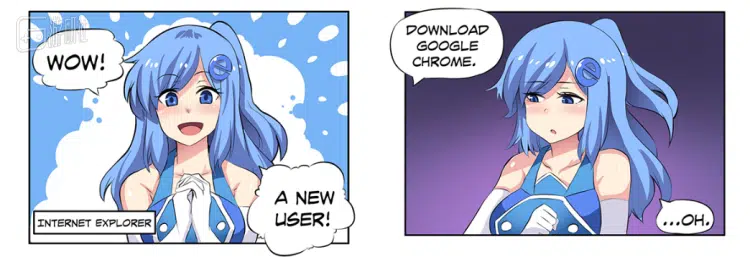 WOW!
A NEW
USER!
INTERNET EXPLORER
DOWNLOAD
GOOGLE
CHROME.
...OH.